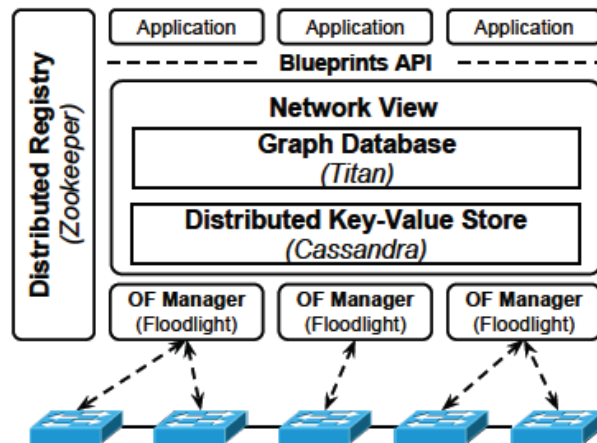 Distributed Registry
(Zookeeper)
Application
Application
Application
Blueprints API
Network View
Graph Database
(Titan)
Distributed Key-Value Store
(Cassandra)
OF Manager
(Floodlight)
OF Manager
(Floodlight)
OF Manager
(Floodlight)